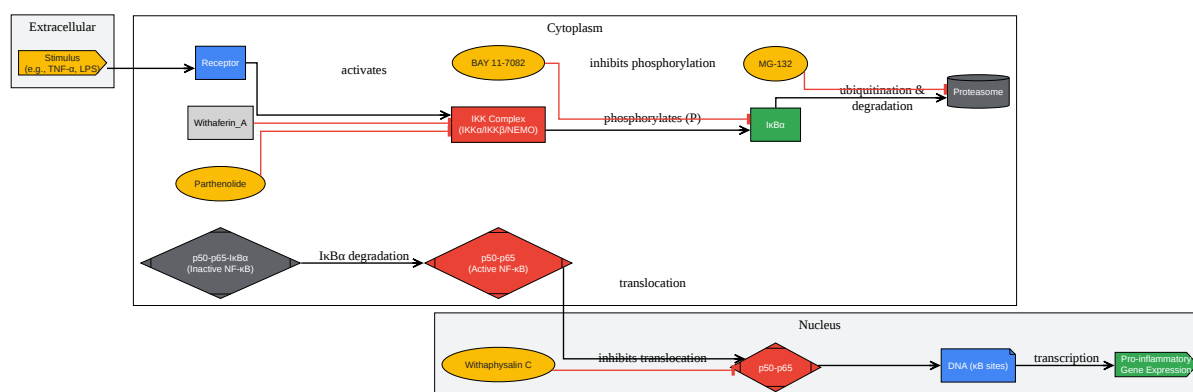 Extracellular
Stimulus
(e.g., TNF-α, LPS)
Cytoplasm
Receptor
activates
BAY 11-7082
inhibits phosphorylation
MG-132
ubiquitination &
degradation
Proteasome
Withaferin_A
IKK Complex
(IKKα/IKKβ/NEMO)
phosphorylates (P)
IκBα
Parthenolide
p50-p65-IκBα
(Inactive NF-κB)
IκBα degradation
p50-p65
(Active NF-κB)
translocation
Nucleus
Withaphysalin C
inhibits translocation
p50-p65
DNA (κB sites)
transcription
Pro-inflammatory
Gene Expression